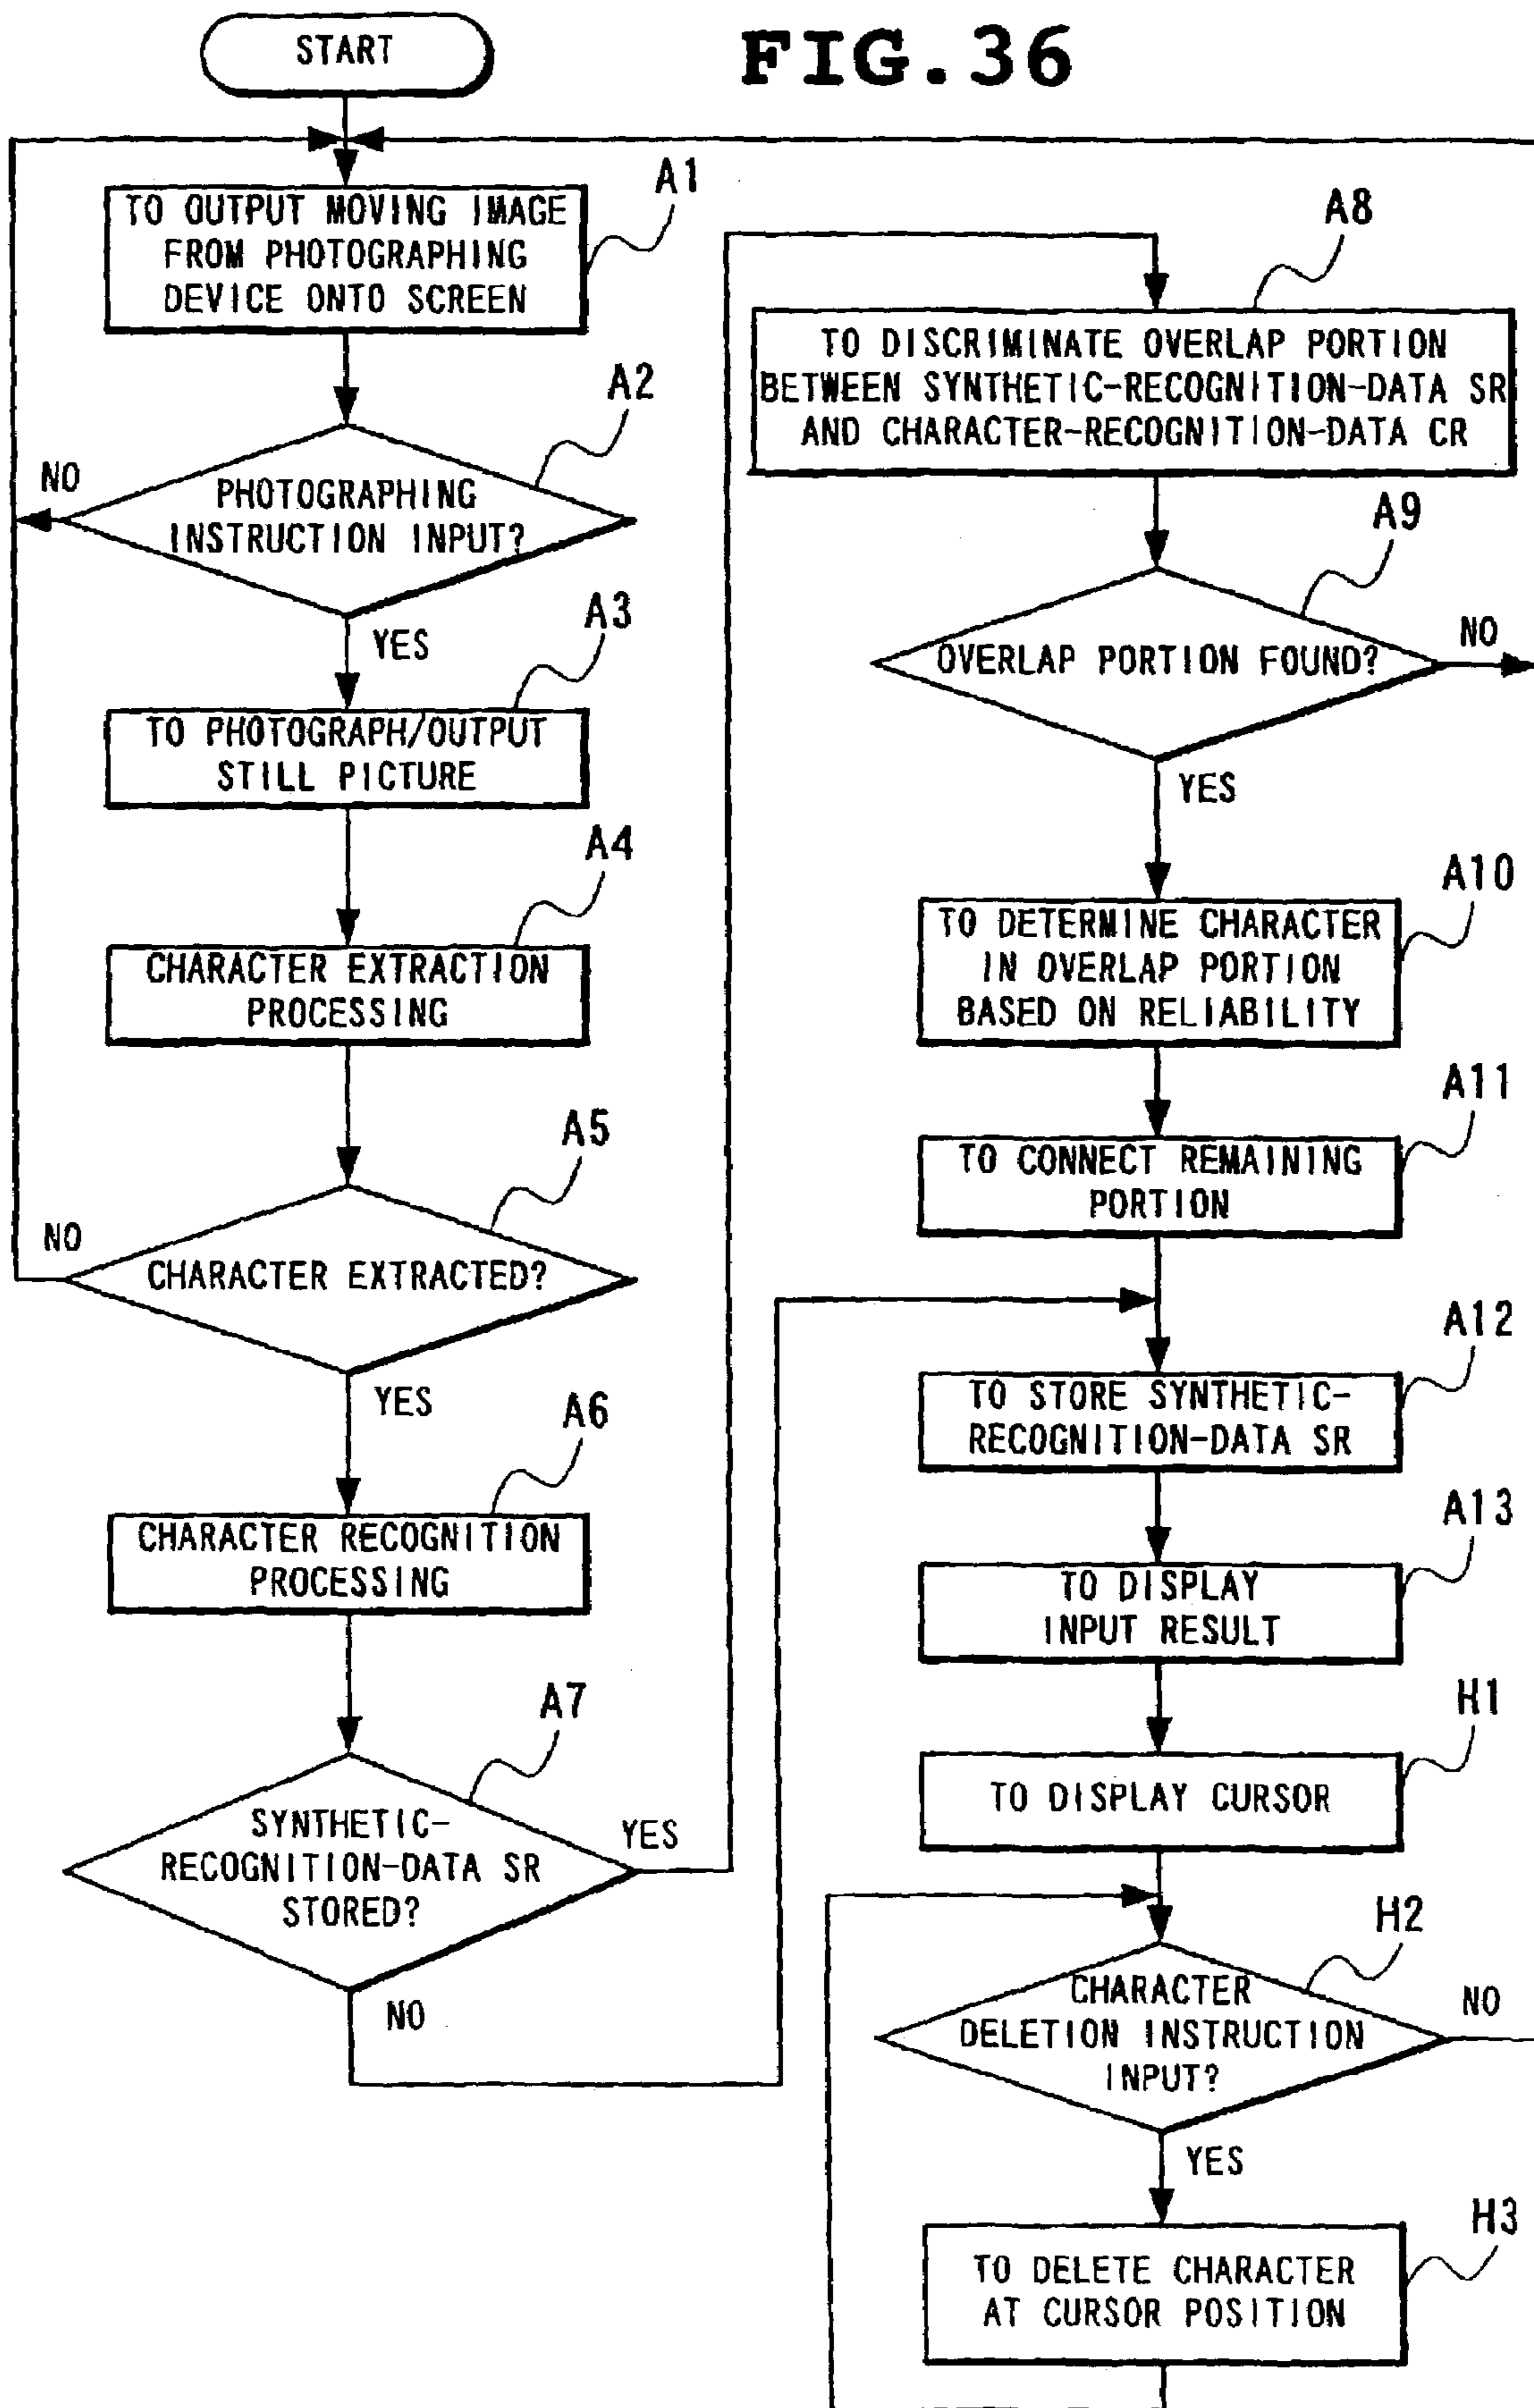 FIG.36
START
A1
TO OUTPUT MOVING IMAGE
FROM PHOTOGRAPHING
DEVICE ONTO SCREEN
A2
NO
PHOTOGRAPHING
INSTRUCTION INPUT?
YES
A3
TO PHOTOGRAPH/OUTPUT
STILL PICTURE
A4
CHARACTER EXTRACTION
PROCESSING
A5
NO
CHARACTER EXTRACTED?
YES
A6
CHARACTER RECOGNITION
PROCESSING
A7
SYNTHETIC-
RECOGNITION-DATA SR
STORED?
YES
NO
A8
TO DISCRIMINATE OVERLAP PORTION
BETWEEN SYNTHETIC-RECOGNITION-DATA SR
AND CHARACTER-RECOGNITION-DATA CR
A9
OVERLAP PORTION FOUND?
NO
YES
A10
TO DETERMINE CHARACTER
IN OVERLAP PORTION
BASED ON RELIABILITY
A11
TO CONNECT REMAINING
PORTION
A12
TO STORE SYNTHETIC-
RECOGNITION-DATA SR
A13
TO DISPLAY
INPUT RESULT
H1
TO DISPLAY CURSOR
H2
CHARACTER
DELETION INSTRUCTION
INPUT?
NO
YES
H3
TO DELETE CHARACTER
AT CURSOR POSITION